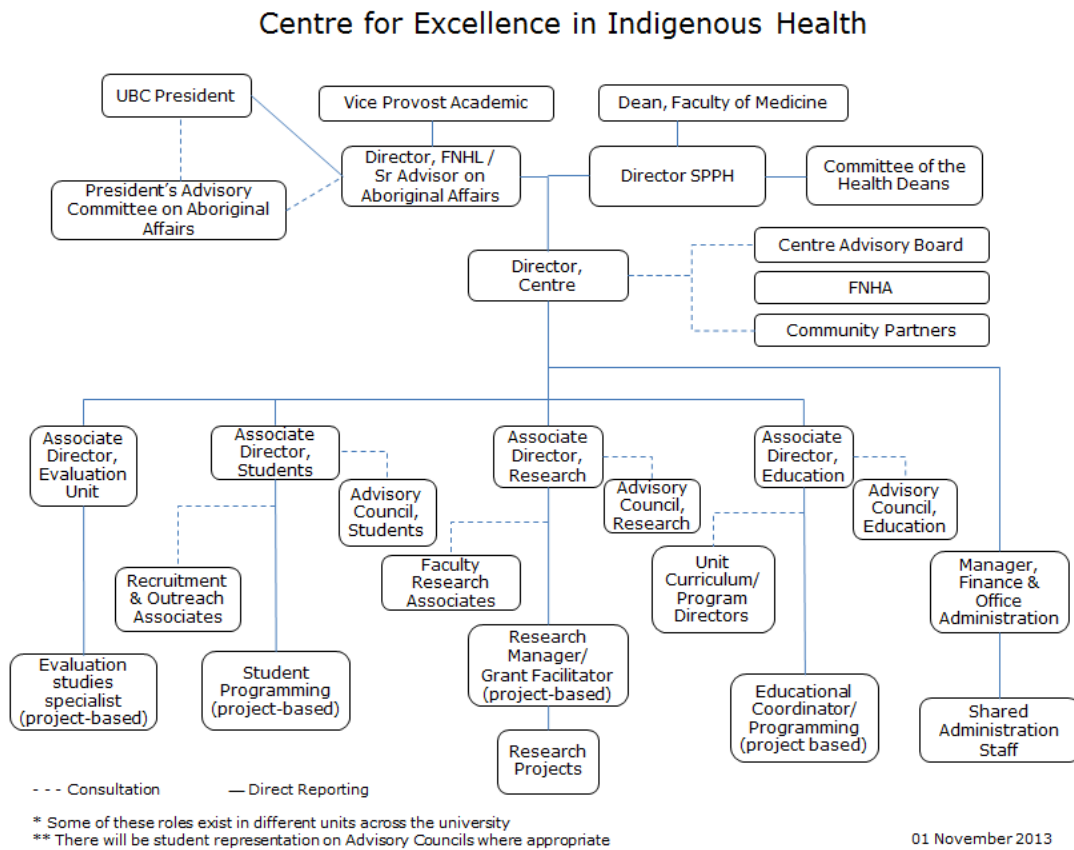 Centre for Excellence in Indigenous Health
UBC President
Vice Provost Academic
Dean, Faculty of Medicine
President's Advisory
Committee on Aboriginal
Affairs
Director, FNHL /
Sr Advisor on
Aboriginal Affairs
Director SPPH
Committee of the
Health Deans
Director,
Centre
Centre Advisory Board
FNHA
Community Partners
Associate
Director,
Evaluation
Unit
Associate
Director,
Students
Advisory
Council,
Students
Associate
Director,
Research
Advisory
Council,
Research
Associate
Director,
Education
Advisory
Council,
Education
Recruitment
& Outreach
Associates
Faculty
Research
Associates
Unit
Curriculum/
Program
Directors
Manager,
Finance &
Office
Administration
Evaluation
studies
specialist
(project-based)
Student
Programming
(project-based)
Research
Manager/
Grant Facilitator
(project-based)
Educational
Coordinator/
Programming
(project based)
Shared
Administration
Staff
Research
Projects
- - - Consultation
— Direct Reporting
* Some of these roles exist in different units across the university
** There will be student representation on Advisory Councils where appropriate
01 November 2013